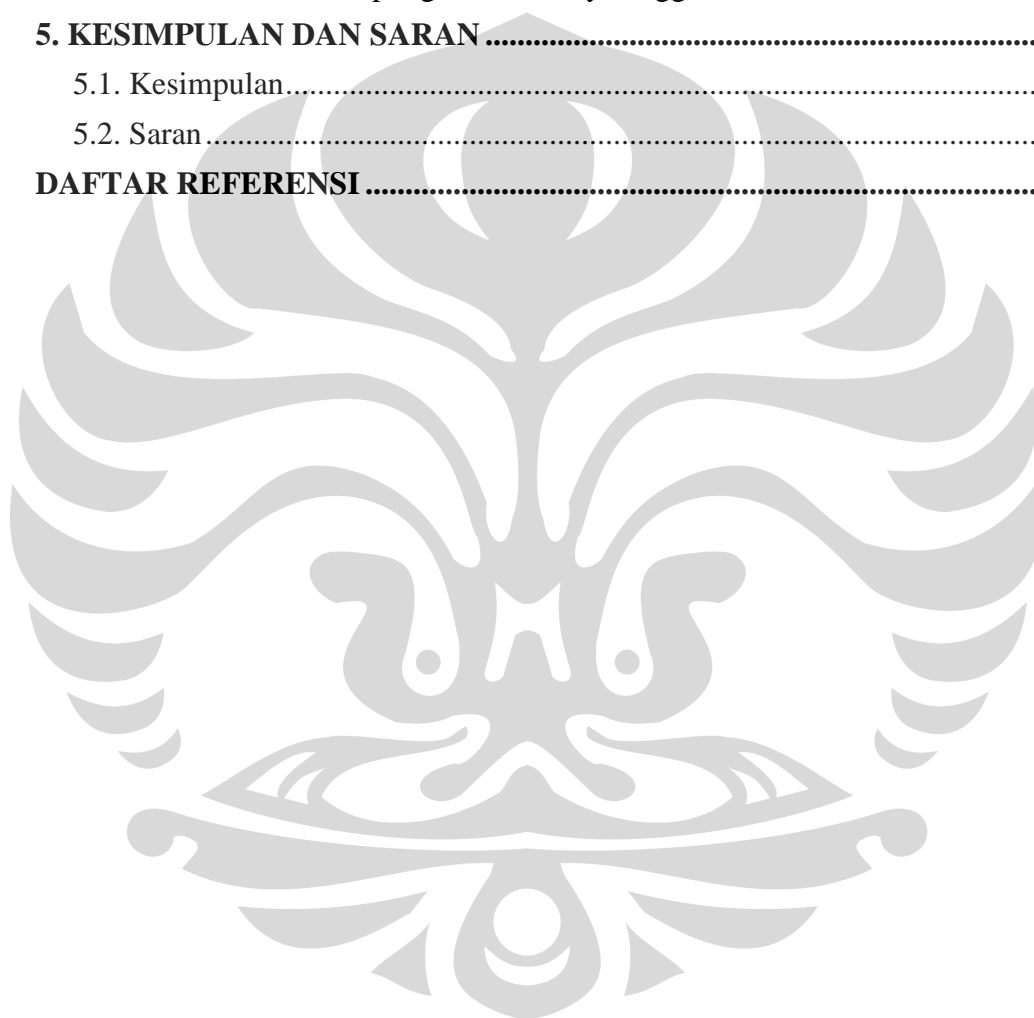 5. KESIMPULAN DAN SARAN ........................................................................
5.1. Kesimpulan................................................................................................
5.2. Saran ..........................................................................................................
DAFTAR REFERENSI .......................................................................................